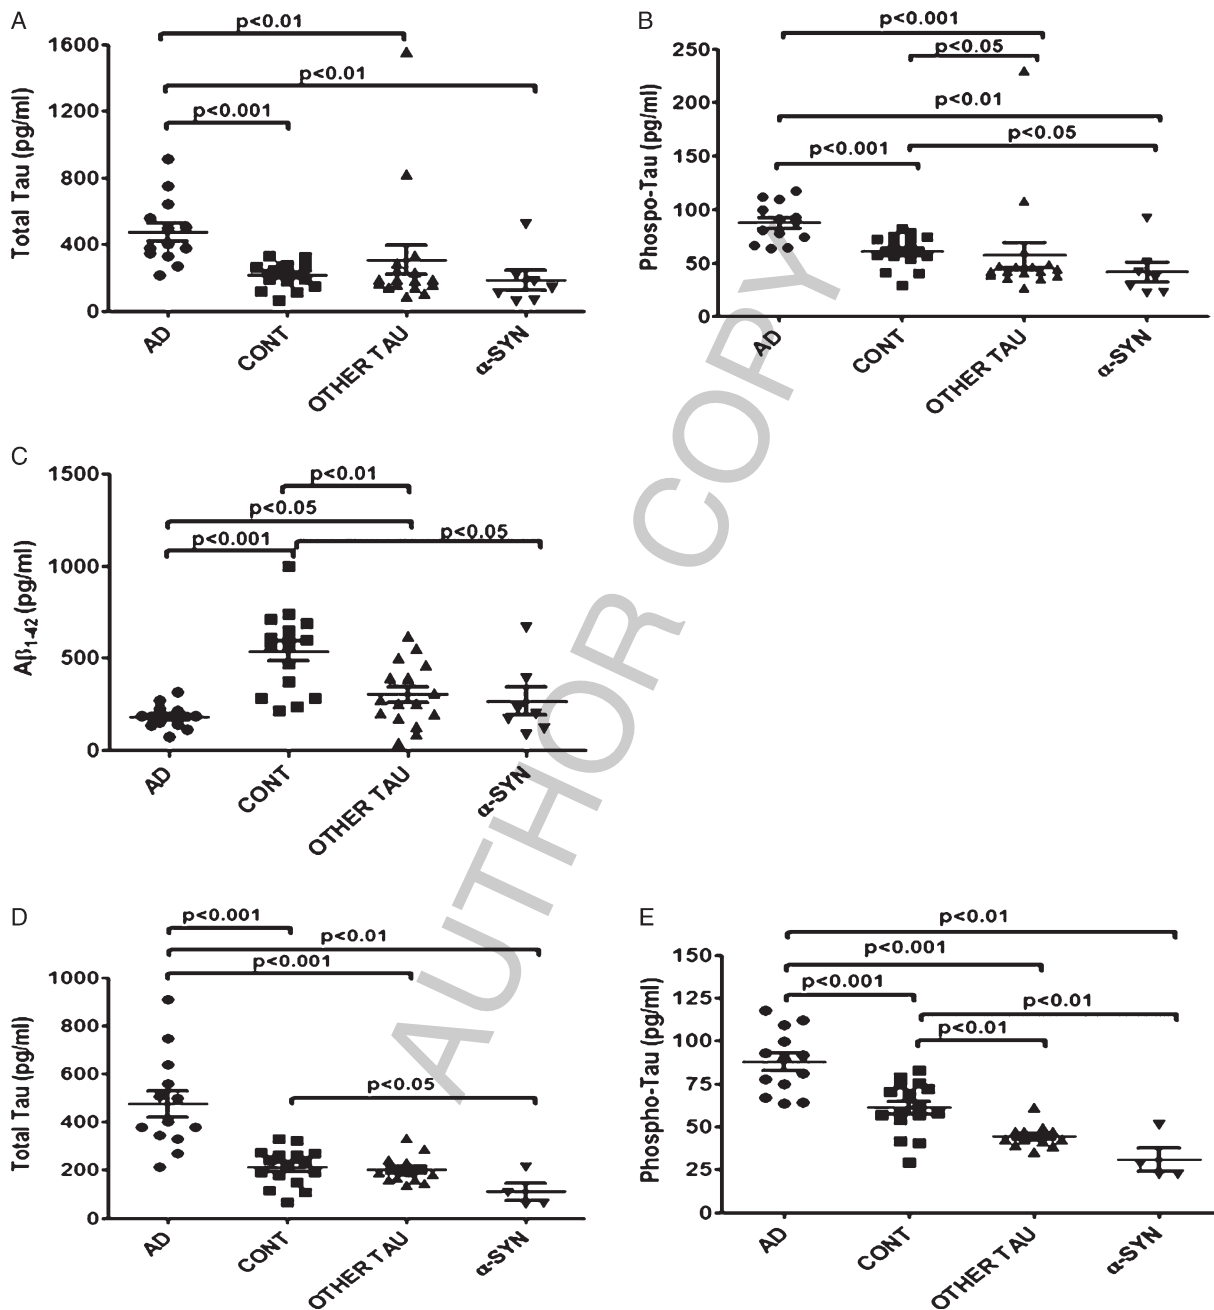 A
p<0.01
p<0.01
p<0.001
Total Tau (pg/ml)
1600
1200
800
400
0
AD
CONT
OTHER TAU
α-SYN
B
p<0.001
p<0.05
p<0.01
p<0.05
p<0.001
Phospo-Tau (pg/ml)
250
200
150
100
50
0
AD
CONT
OTHER TAU
α-SYN
C
p<0.01
p<0.05
p<0.05
p<0.001
Aβ1-42 (pg/ml)
1500
1000
500
0
AD
CONT
OTHER TAU
α-SYN
AUTHOR COPY
D
p<0.001
p<0.01
p<0.001
p<0.05
Total Tau (pg/ml)
1000
800
600
400
200
0
AD
CONT
OTHER TAU
α-SYN
E
p<0.01
p<0.001
p<0.001
p<0.01
p<0.01
Phospho-Tau (pg/ml)
150
125
100
75
50
25
0
AD
CONT
OTHER TAU
α-SYN